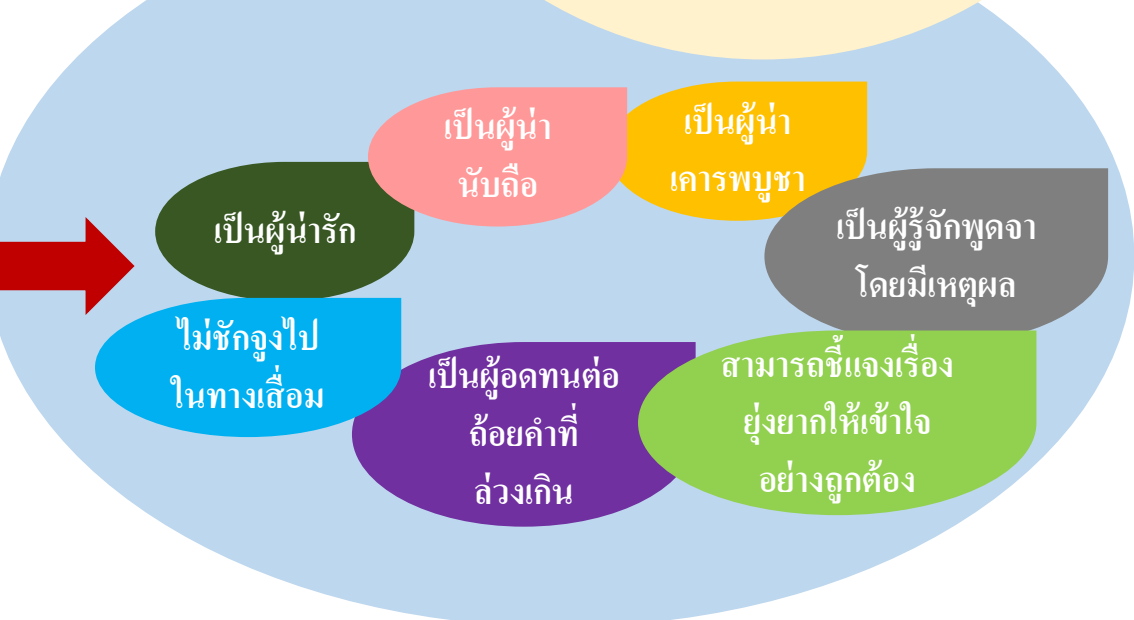 เป็นผู้น่ารัก
เป็นผู้น่า
นับถือ
เป็นผู้น่า
เคารพบูชา
เป็นผู้รู้จักพูดจา
โดยมีเหตุผล
ไม่ชักจูงไป
ในทางเสื่อม
เป็นผู้อดทนต่อ
ถ้อยคำที่
ล่วงเกิน
สามารถชี้แจงเรื่อง
ยุ่งยากให้เข้าใจ
อย่างถูกต้อง